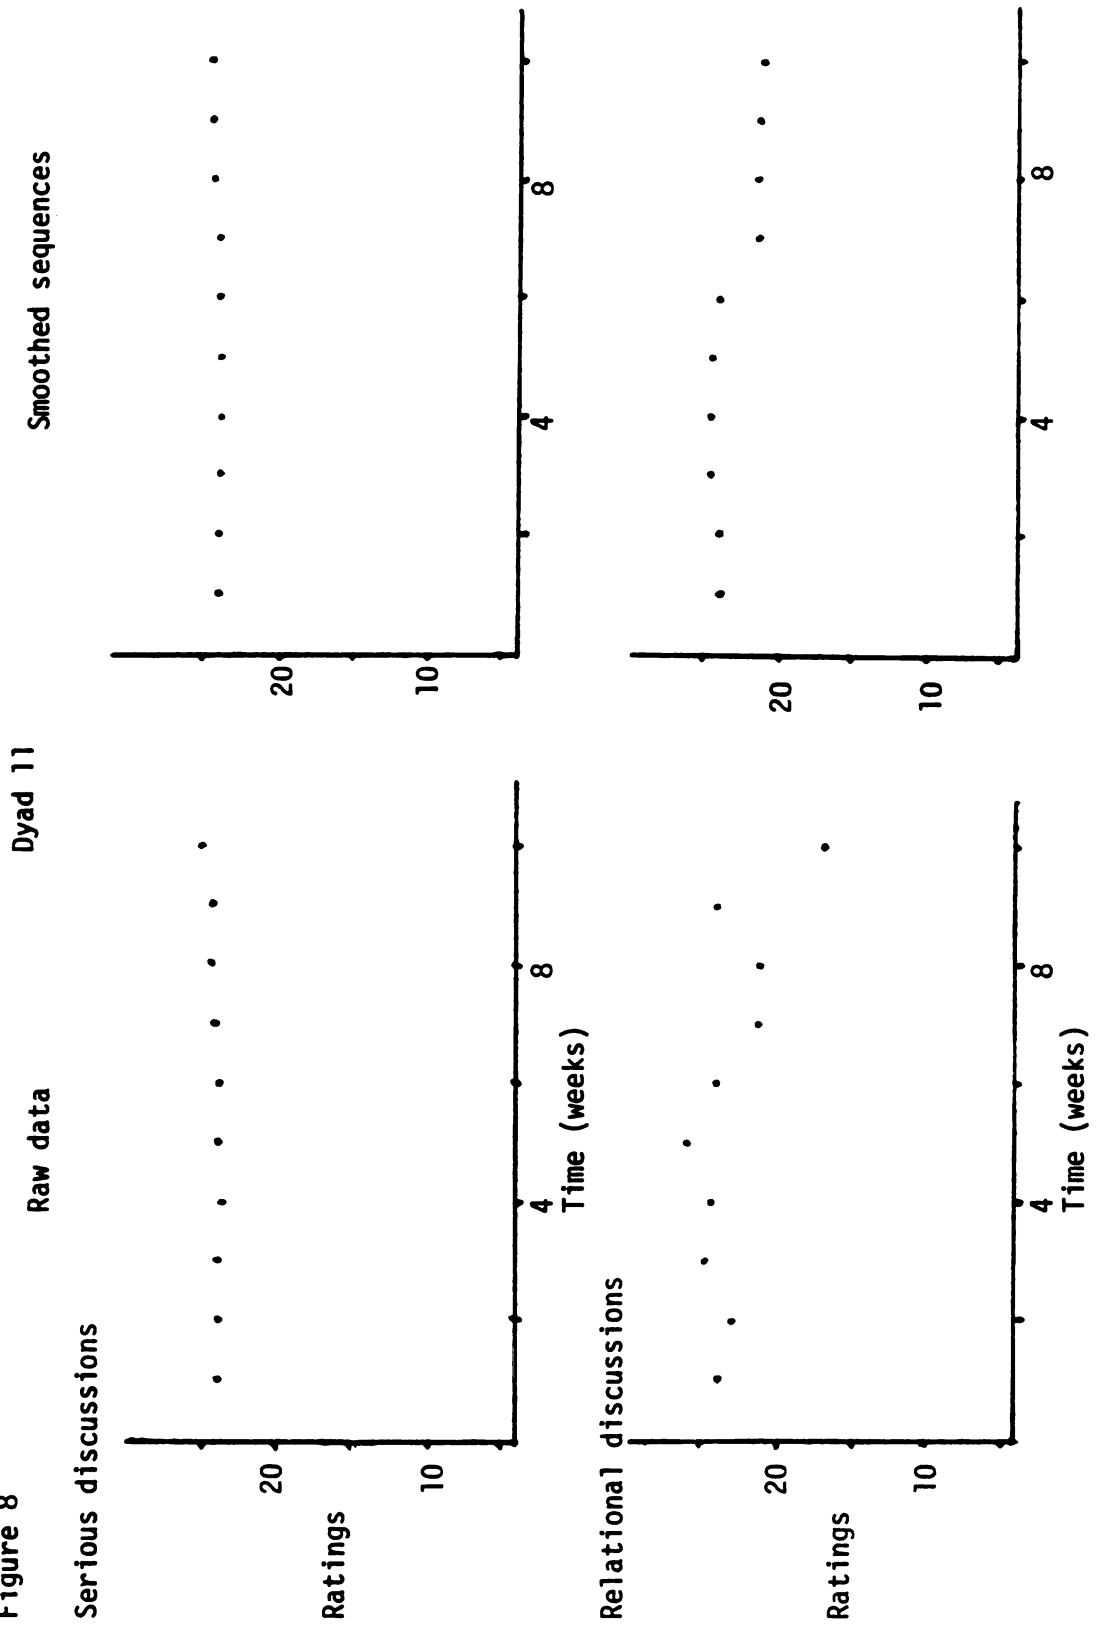 Figure 8
Dyad 11
Raw data
Smoothed sequences
Serious discussions
20
10
Ratings
4
8
Time (weeks)
20
10
4
8
Relational discussions
20
10
Ratings
4
8
Time (weeks)
20
10
4
8